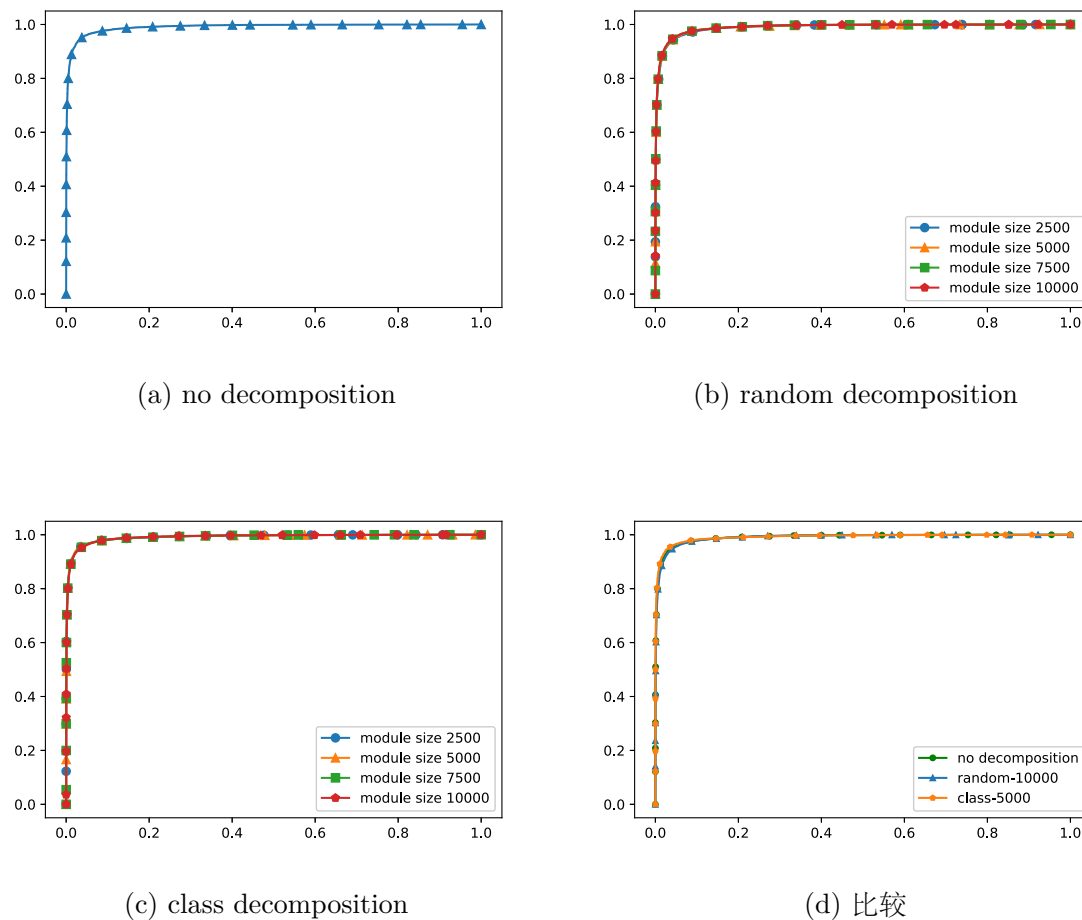 1.0
0.8
0.6
0.4
0.2
0.0
0.0 0.2 0.4 0.6 0.8 1.0
(a) no decomposition
1.0
0.8
0.6
0.4
0.2
0.0
module size 2500
module size 5000
module size 7500
module size 10000
0.0 0.2 0.4 0.6 0.8 1.0
(b) random decomposition
1.0
0.8
0.6
0.4
0.2
0.0
module size 2500
module size 5000
module size 7500
module size 10000
0.0 0.2 0.4 0.6 0.8 1.0
(c) class decomposition
1.0
0.8
0.6
0.4
0.2
0.0
no decomposition
random-10000
class-5000
0.0 0.2 0.4 0.6 0.8 1.0
(d) 比较